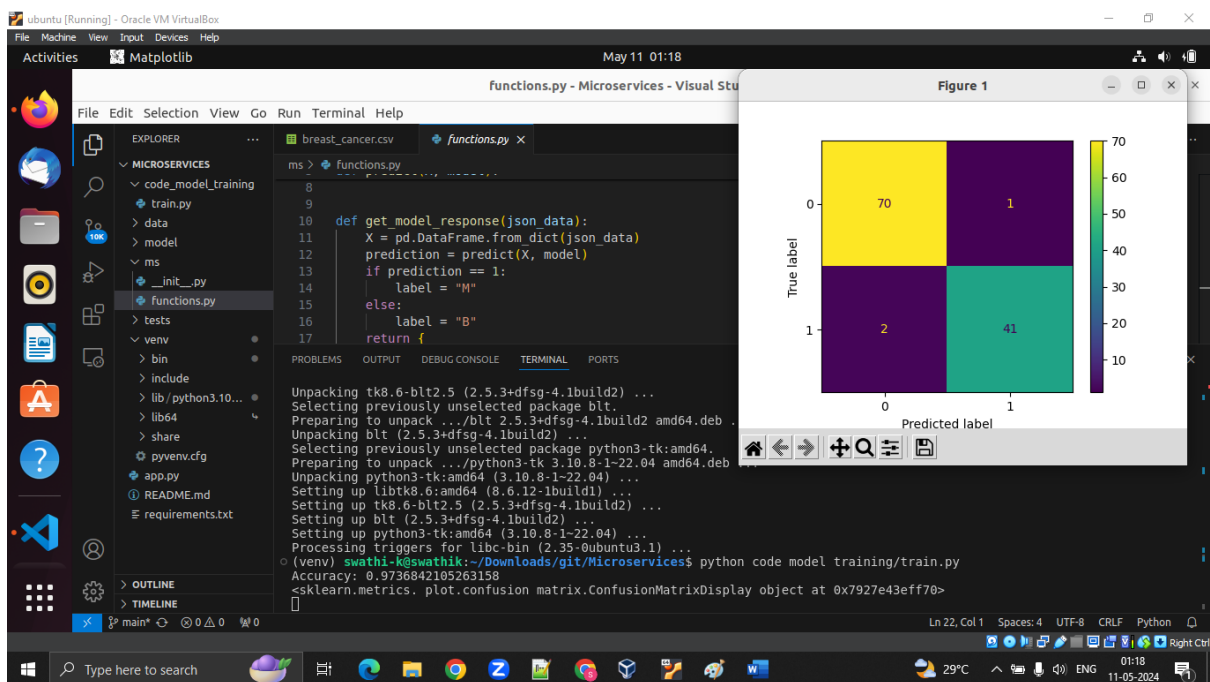 ubuntu [Running] - Oracle VM VirtualBox
File Machine View Input Devices Help
Activities Matplotlib May 11 01:18
functions.py - Microservices - Visual Stu
File Edit Selection View Go Run Terminal Help
EXPLORER
MICROSERVICES
code_model_training
train.py
data
model
ms
__init__.py
functions.py
tests
venv
bin
include
lib/python3.10...
lib64
share
pyvenv.cfg
app.py
README.md
requirements.txt
OUTLINE
TIMELINE
10K
breast_cancer.csv functions.py
ms > functions.py
8
9
10 def get_model_response(json_data):
11 X = pd.DataFrame.from_dict(json_data)
12 prediction = predict(X, model)
13 if prediction == 1:
14 label = "M"
15 else:
16 label = "B"
17 return {
PROBLEMS OUTPUT DEBUG CONSOLE TERMINAL PORTS
Unpacking tk8.6-blt2.5 (2.5.3+dfsg-4.1build2) ...
Selecting previously unselected package blt.
Preparing to unpack .../blt 2.5.3+dfsg-4.1build2 amd64.deb .
Unpacking blt (2.5.3+dfsg-4.1build2) ...
Selecting previously unselected package python3-tk:amd64.
Preparing to unpack .../python3-tk 3.10.8-1~22.04 amd64.deb ...
Unpacking python3-tk:amd64 (3.10.8-1~22.04) ...
Setting up libtk8.6:amd64 (8.6.12-1build1) ...
Setting up tk8.6-blt2.5 (2.5.3+dfsg-4.1build2) ...
Setting up blt (2.5.3+dfsg-4.1build2) ...
Setting up python3-tk:amd64 (3.10.8-1~22.04) ...
Processing triggers for libc-bin (2.35-0ubuntu3.1) ...
(venv) swathi-k@swathik:~/Downloads/git/Microservices$ python code model training/train.py
Accuracy: 0.9736842105263158
<sklearn.metrics. plot.confusion matrix.ConfusionMatrixDisplay object at 0x7927e43eff70>
Figure 1
True label
0
1
70 1
2 41
0 1
Predicted label
70
60
50
40
30
20
10
main* 0 0 0
Ln 22, Col 1 Spaces: 4 UTF-8 CRLF Python
Right Ctrl
Type here to search
29°C ENG
01:18
11-05-2024